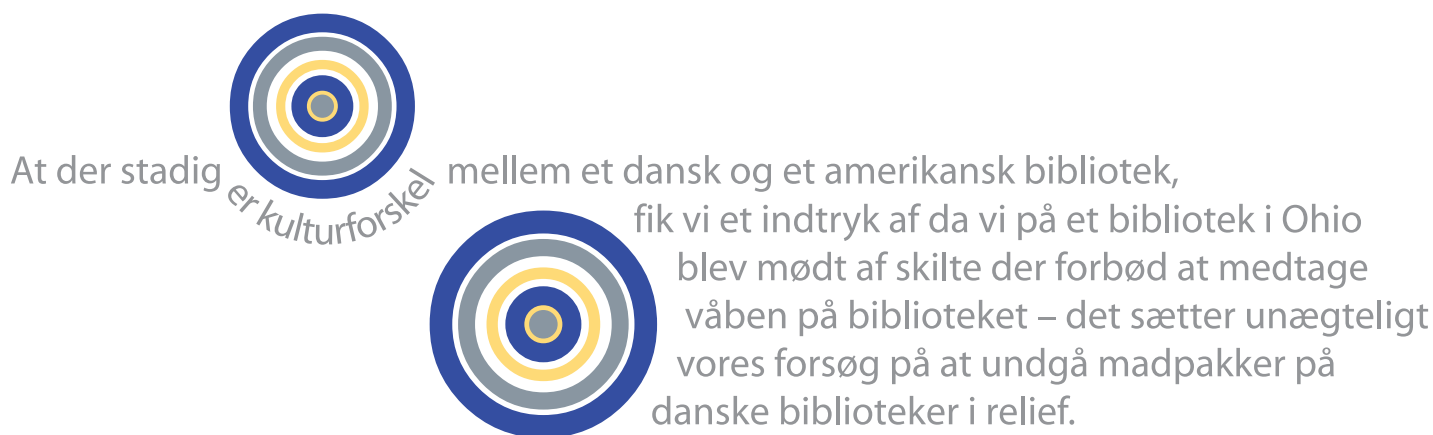 At der stadig er kulturforskel mellem et dansk og et amerikansk bibliotek,
fik vi et indtryk af da vi på et bibliotek i Ohio
blev mødt af skilte der forbød at medtage
våben på biblioteket – det sætter unægteligt
vores forsøg på at undgå madpakker på
danske biblioteker i relief.